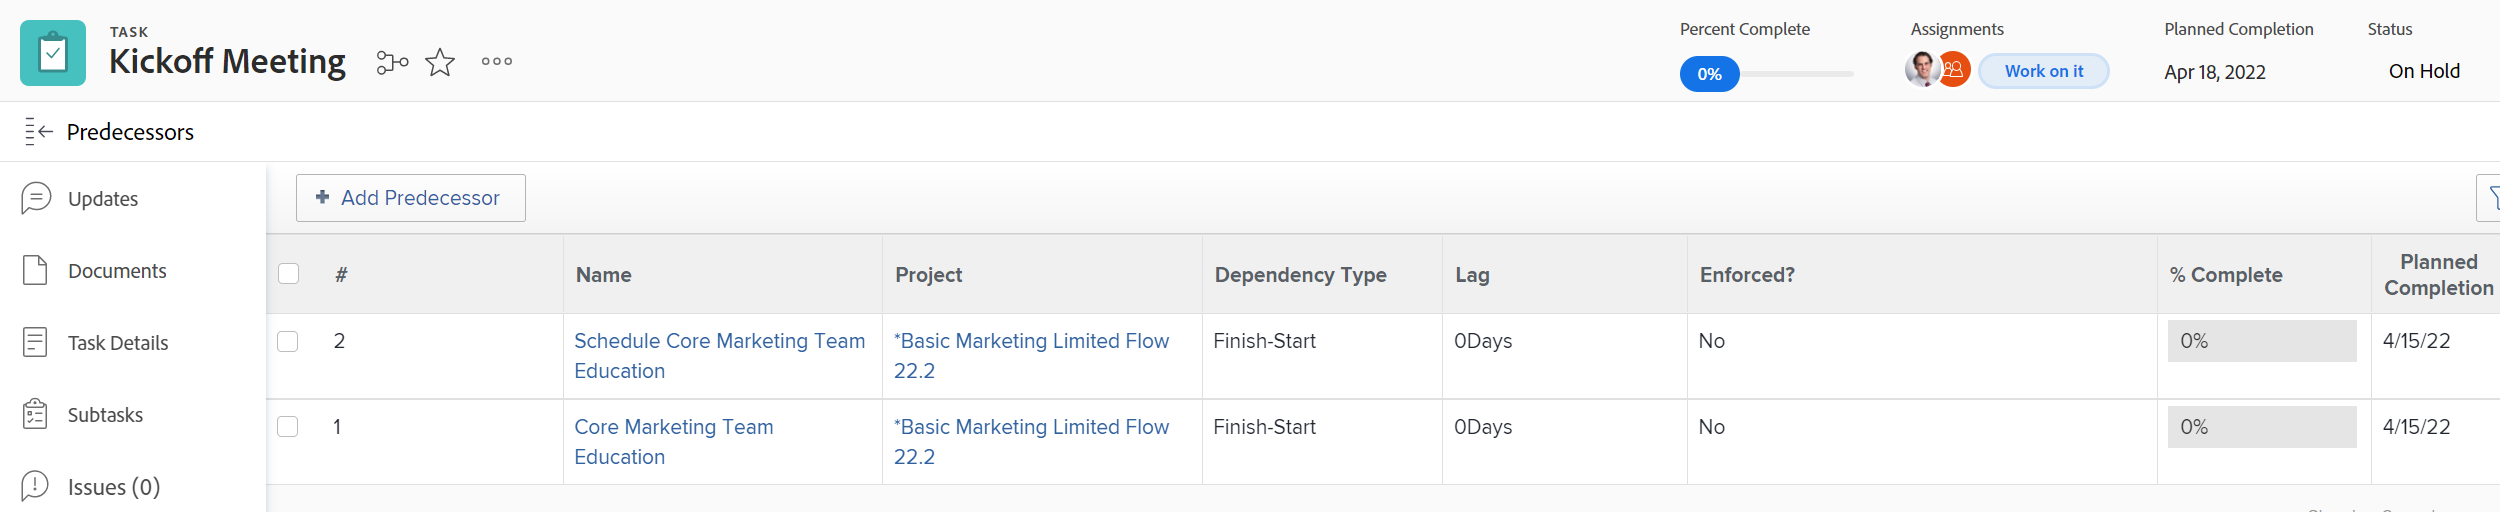 TASK
Kickoff Meeting
Percent Complete
0%
Assignments
Work on it
Planned Completion
Apr 18, 2022
Status
On Hold
Predecessors
Updates
Documents
Task Details
Subtasks
Issues (0)
Add Predecessor
# Name Project Dependency Type Lag Enforced? % Complete Planned Completion
2 Schedule Core Marketing Team *Basic Marketing Limited Flow Finish-Start 0Days No 0% 4/15/22
Education 22.2
1 Core Marketing Team *Basic Marketing Limited Flow Finish-Start 0Days No 0% 4/15/22
Education 22.2